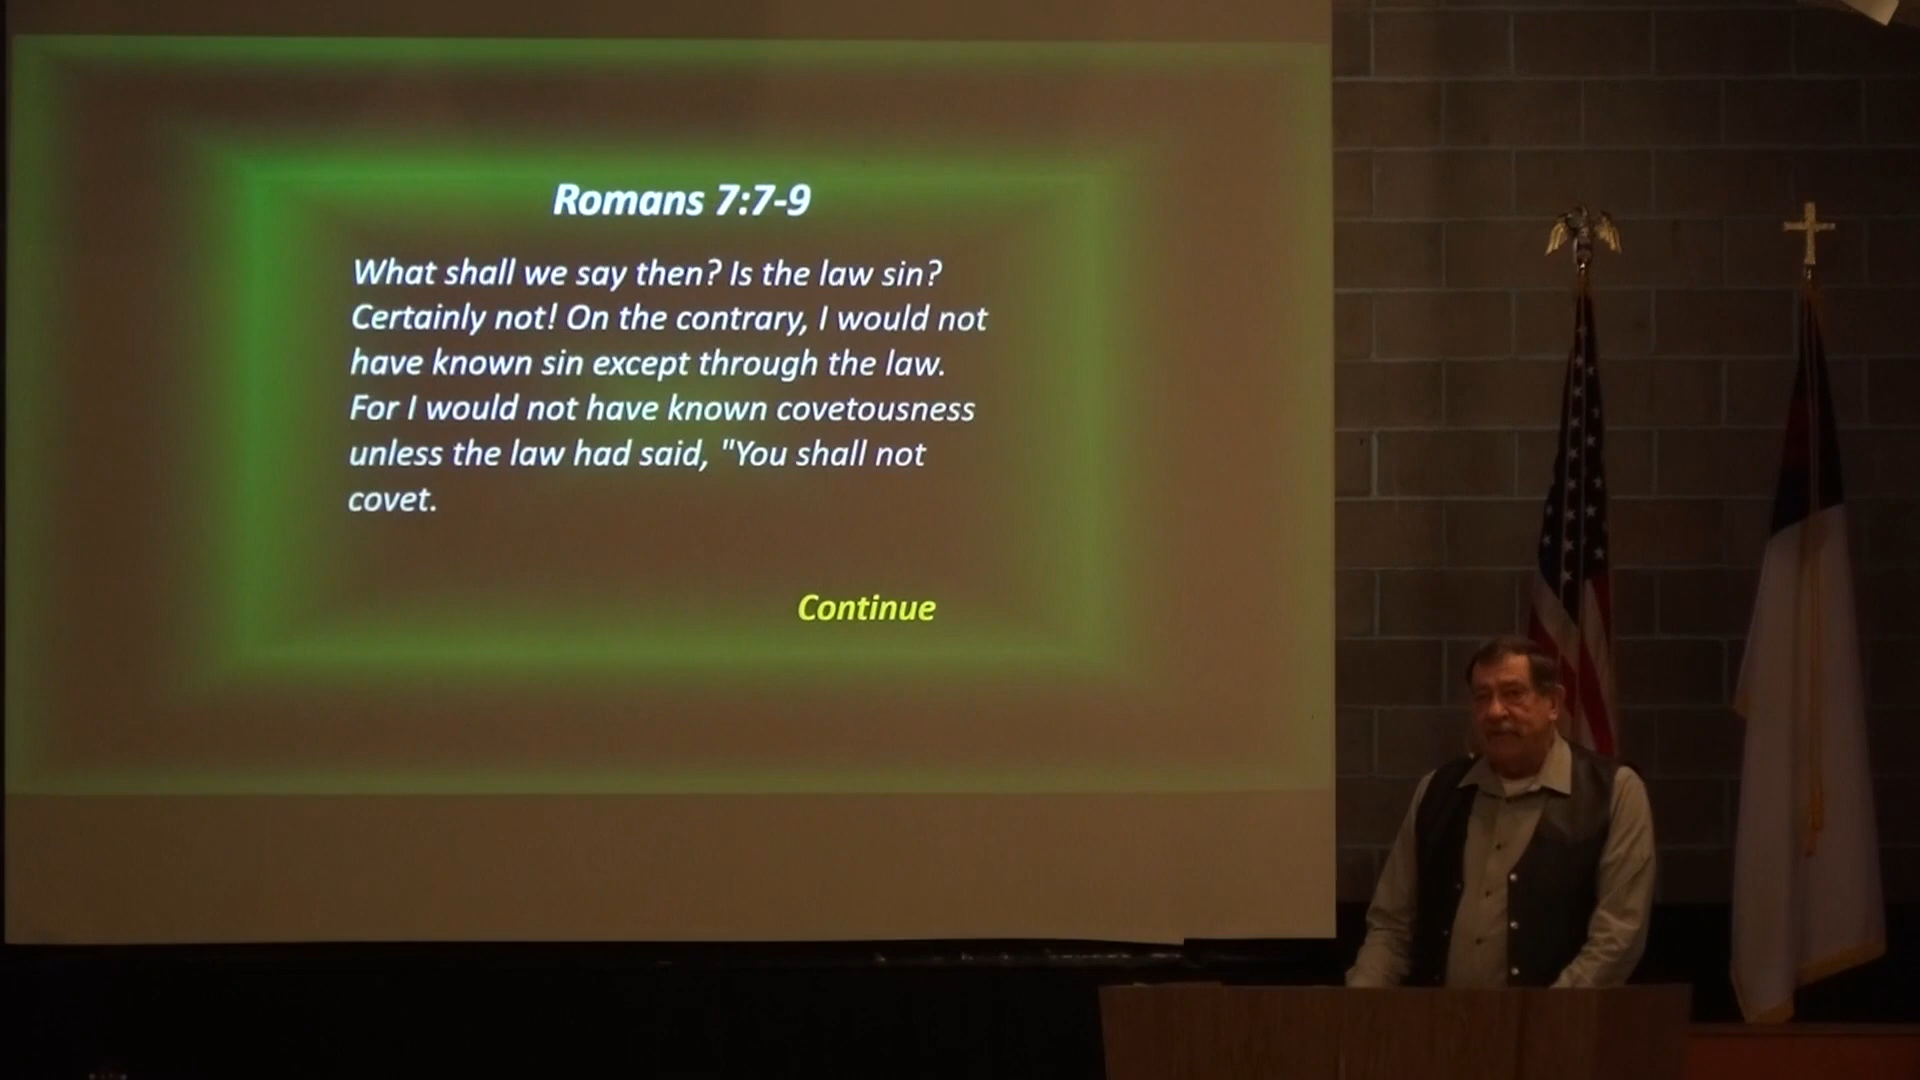 Romans 7:7-9
What shall we say then? Is the law sin?
Certainly not! On the contrary, I would not
have known sin except through the law.
For I would not have known covetousness
unless the law had said, "You shall not
covet.
Continue